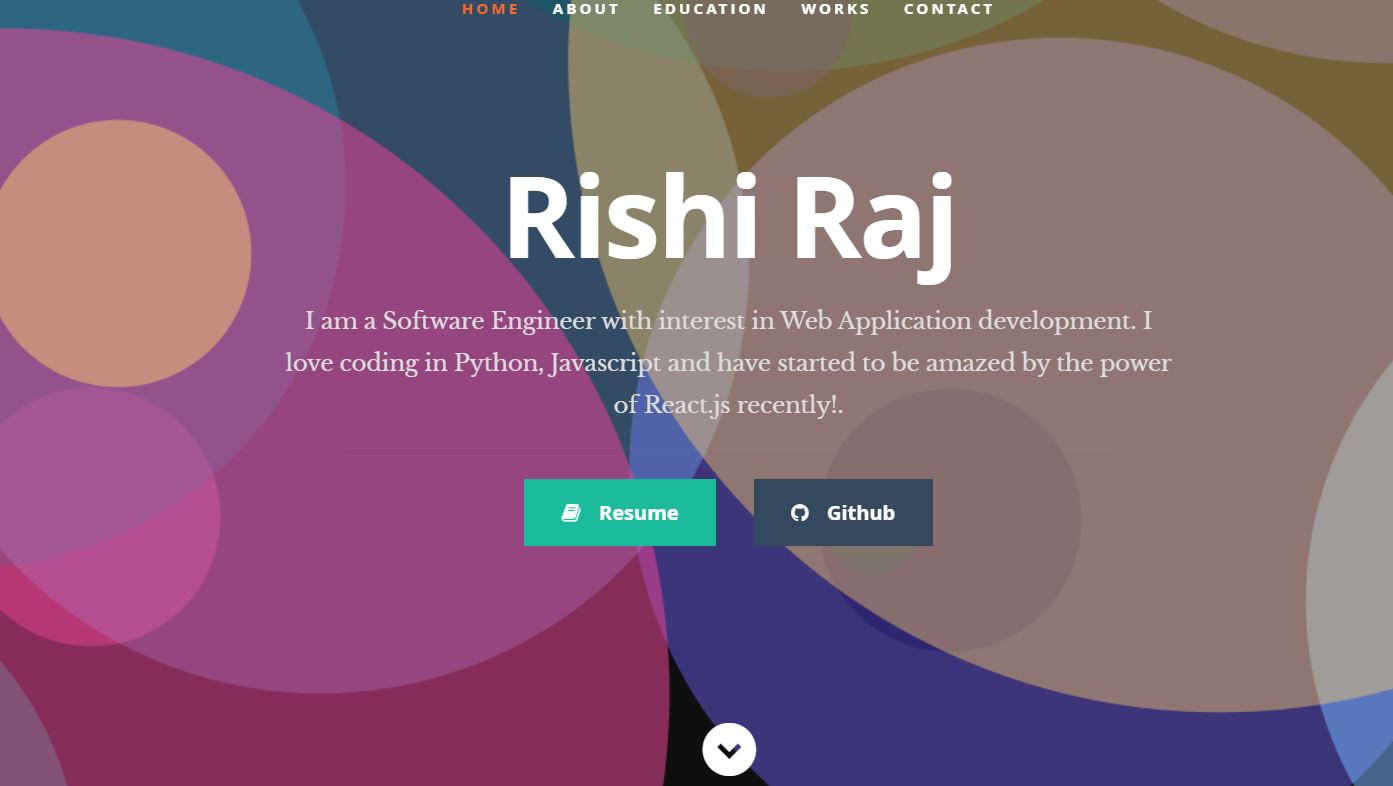 HOME ABOUT EDUCATION WORKS CONTACT
Rishi Raj
I am a Software Engineer with interest in Web Application development. I
love coding in Python, Javascript and have started to be amazed by the power
of React.js recently!.
Resume Github